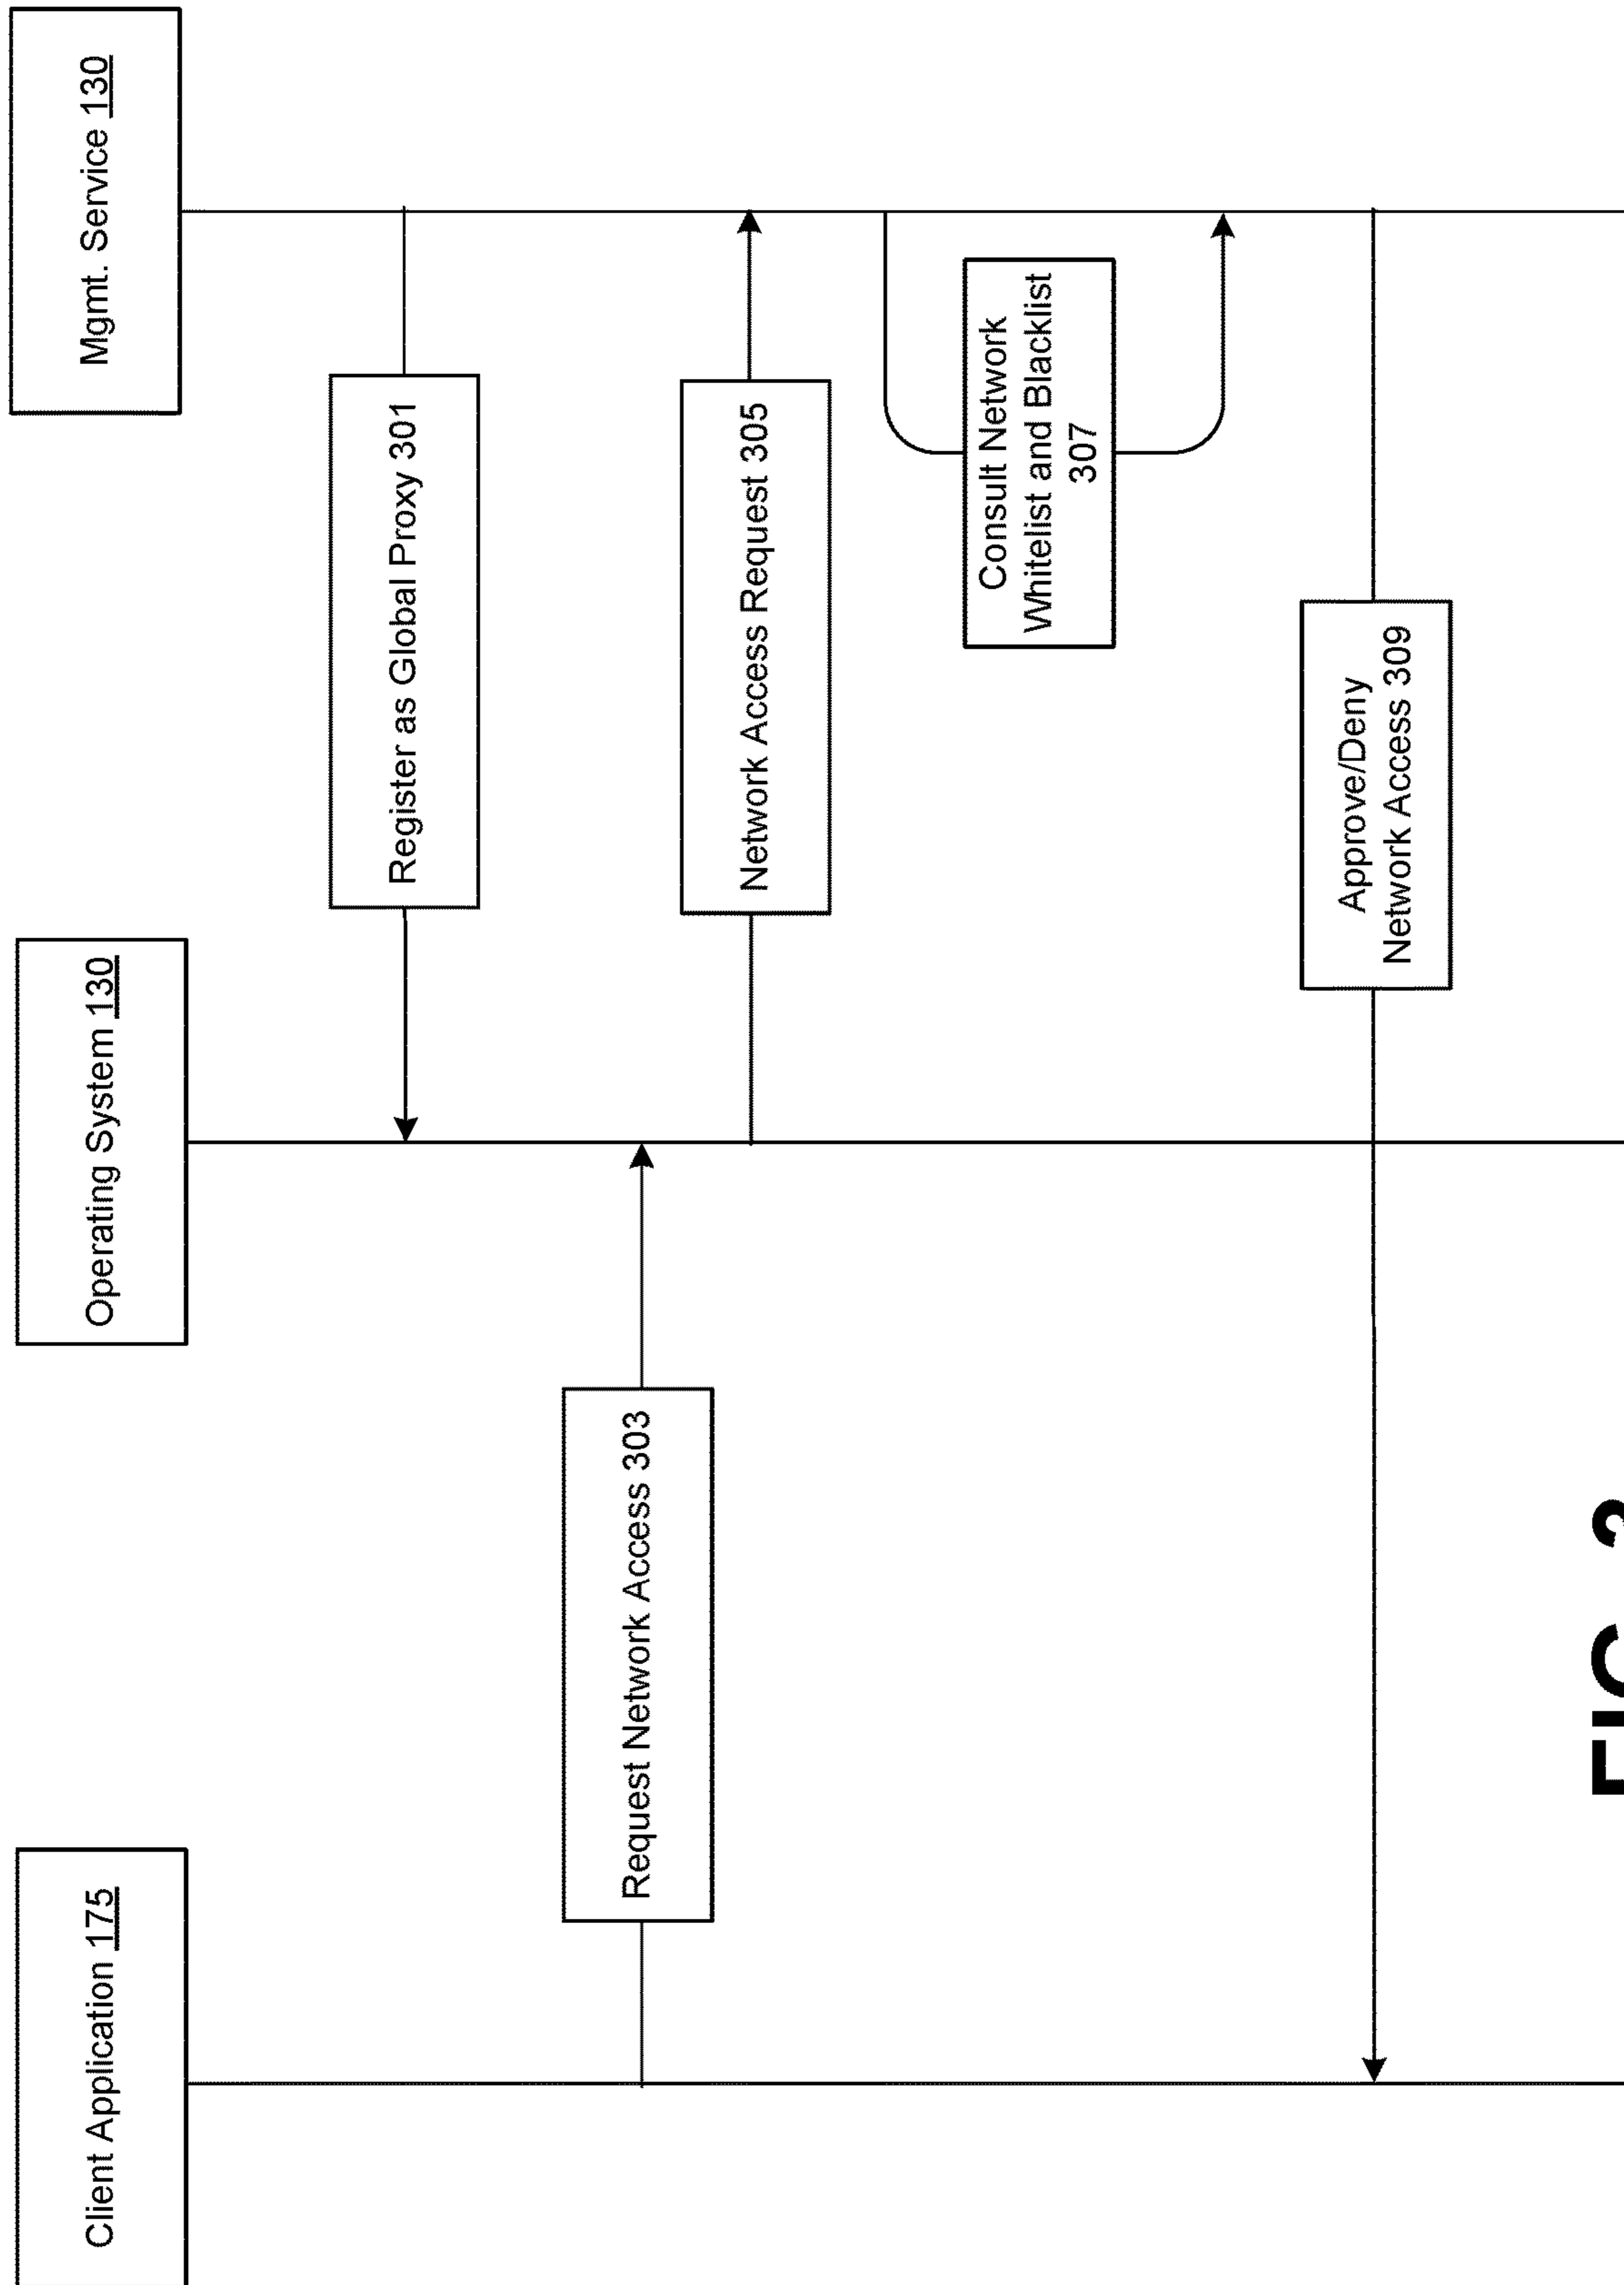 Client Application 175
Operating System 130
Mgmt. Service 130
Register as Global Proxy 301
Request Network Access 303
Network Access Request 305
Consult Network
Whitelist and Blacklist
307
Approve/Deny
Network Access 309